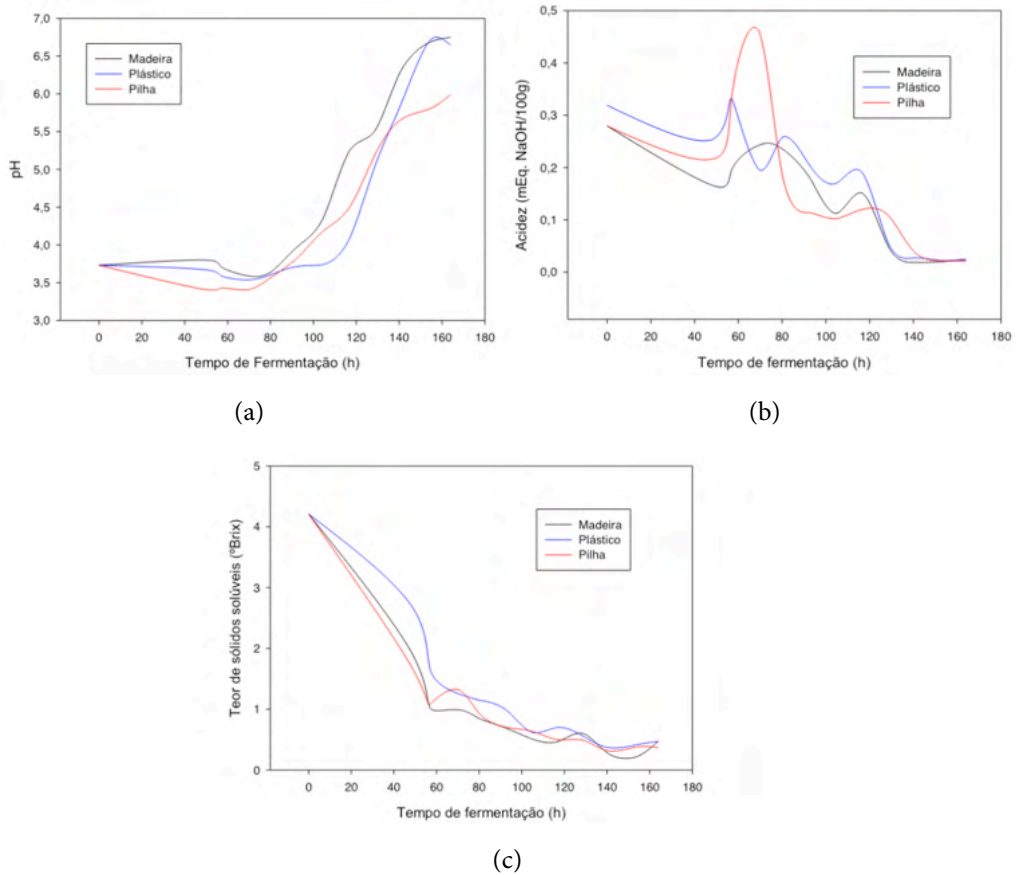 7,0
6,5
6,0
5,5
5,0
4,5
4,0
3,5
3,0
pH
Madeira
Plástico
Pilha
0 20 40 60 80 100 120 140 160 180
Tempo de Fermentação (h)
(a)
0,5
0,4
0,3
0,2
0,1
0,0
Acidez (mEq. NaOH/100g)
Madeira
Plástico
Pilha
0 20 40 60 80 100 120 140 160 180
Tempo de fermentação (h)
(b)
5
4
3
2
1
0
Teor de sólidos solúveis (ºBrix)
Madeira
Plástico
Pilha
0 20 40 60 80 100 120 140 160 180
Tempo de fermentação (h)
(c)